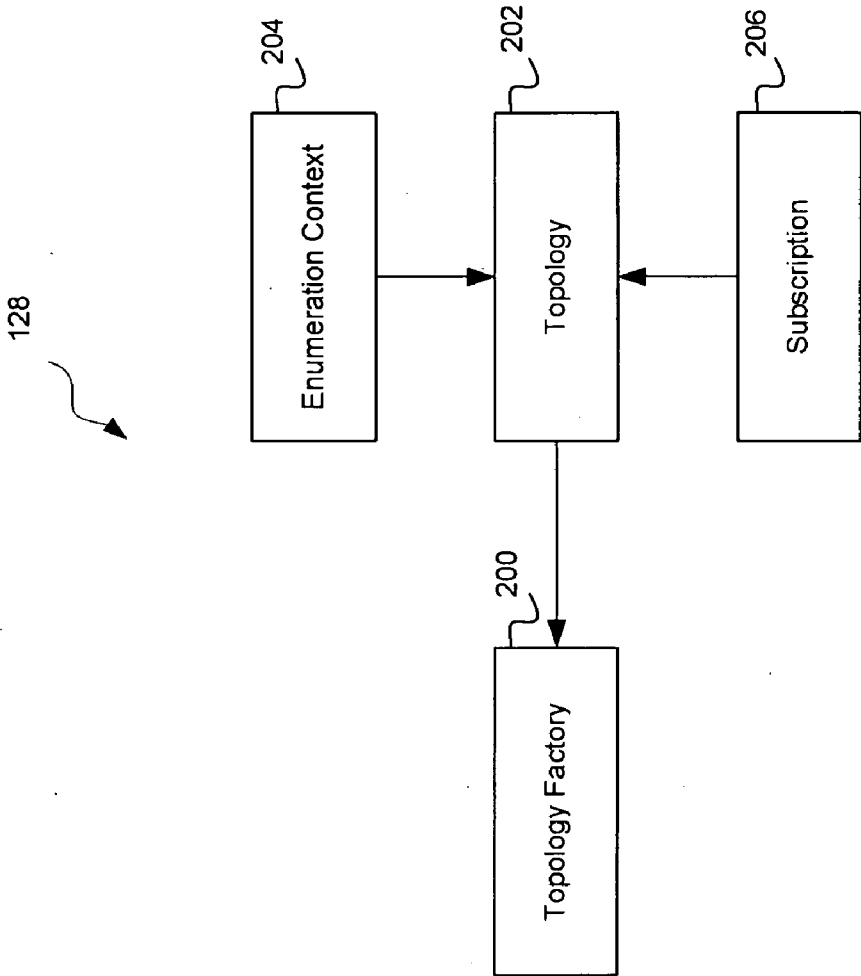 128
204
Enumeration Context
202
Topology
206
Subscription
200
Topology Factory